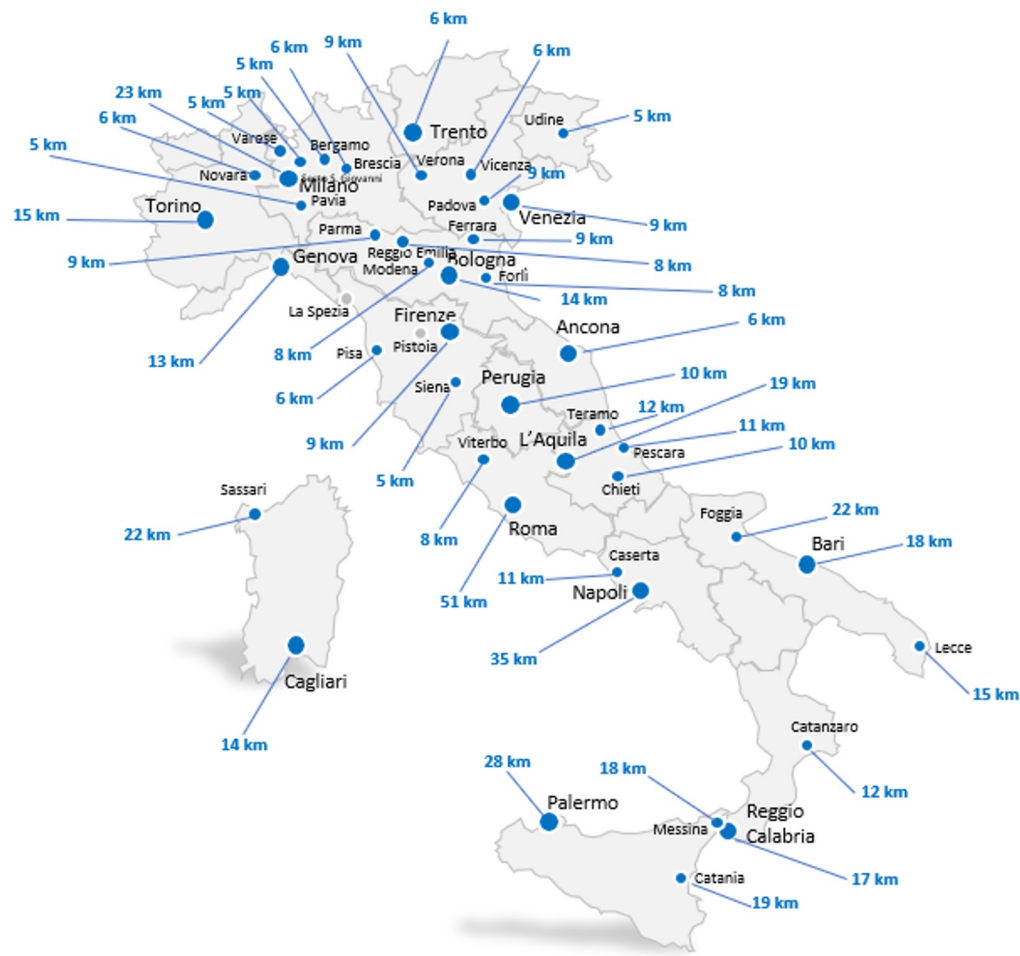 6 km
9 km
6 km
6 km
5 km
23 km
5 km
5 km
6 km
5 km
Udine
5 km
Trento
Varese
Bergamo
Verona
Vicenza
Brescia
Novara
Sesto S. Giovanni
Milano
9 km
Pavia
Padova
Torino
15 km
Venezia
9 km
Parma
Ferrara
9 km
Reggio Emilia
Bologna
Genova
9 km
Modena
8 km
Forlì
8 km
14 km
La Spezia
Firenze
Ancona
6 km
Pistoia
Pisa
8 km
13 km
Perugia
10 km
Siena
19 km
6 km
Teramo
12 km
11 km
9 km
Viterbo
L'Aquila
Pescara
10 km
5 km
Chieti
Sassari
22 km
Foggia
22 km
Roma
8 km
Bari
18 km
Caserta
11 km
Napoli
51 km
35 km
Lecce
15 km
Cagliari
14 km
Catanzaro
12 km
28 km
18 km
Palermo
Reggio
Calabria
Messina
17 km
Catania
19 km